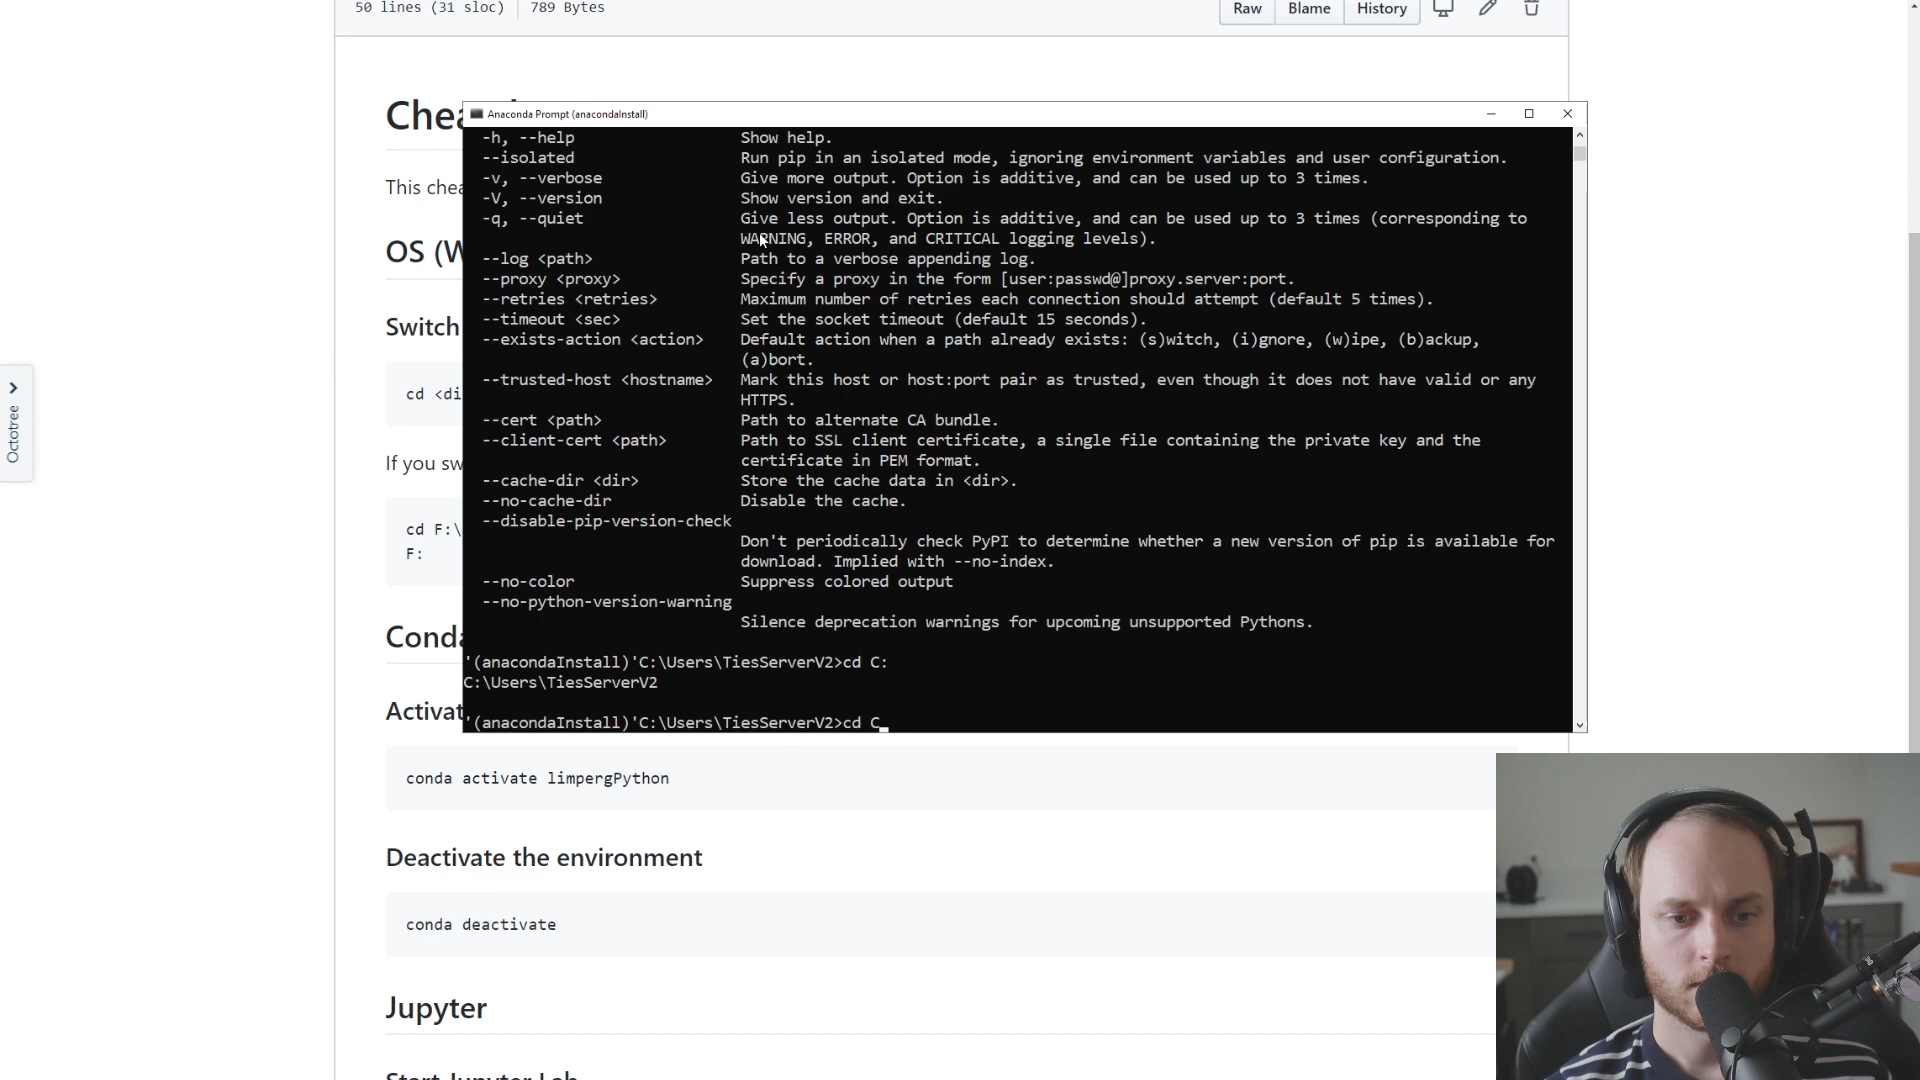 50 lines (31 sloc) 789 Bytes
Raw Blame History
Chea
This chea
OS (W
Switch
cd <di
If you sw
cd F:\
F:
Conda
Activat
conda activate limpergPython
Deactivate the environment
conda deactivate
Jupyter
Start Jupyter Lab
Octotree
Anaconda Prompt (anacondaInstall)
-h, --help Show help.
--isolated Run pip in an isolated mode, ignoring environment variables and user configuration.
-v, --verbose Give more output. Option is additive, and can be used up to 3 times.
-V, --version Show version and exit.
-q, --quiet Give less output. Option is additive, and can be used up to 3 times (corresponding to
WARNING, ERROR, and CRITICAL logging levels).
--log <path> Path to a verbose appending log.
--proxy <proxy> Specify a proxy in the form [user:passwd@]proxy.server:port.
--retries <retries> Maximum number of retries each connection should attempt (default 5 times).
--timeout <sec> Set the socket timeout (default 15 seconds).
--exists-action <action> Default action when a path already exists: (s)witch, (i)gnore, (w)ipe, (b)ackup,
(a)bort.
--trusted-host <hostname> Mark this host or host:port pair as trusted, even though it does not have valid or any
HTTPS.
--cert <path> Path to alternate CA bundle.
--client-cert <path> Path to SSL client certificate, a single file containing the private key and the
certificate in PEM format.
--cache-dir <dir> Store the cache data in <dir>.
--no-cache-dir Disable the cache.
--disable-pip-version-check
Don't periodically check PyPI to determine whether a new version of pip is available for
download. Implied with --no-index.
--no-color Suppress colored output
--no-python-version-warning
Silence deprecation warnings for upcoming unsupported Pythons.
'(anacondaInstall)'C:\Users\TiesServerV2>cd C:
C:\Users\TiesServerV2
'(anacondaInstall)'C:\Users\TiesServerV2>cd C